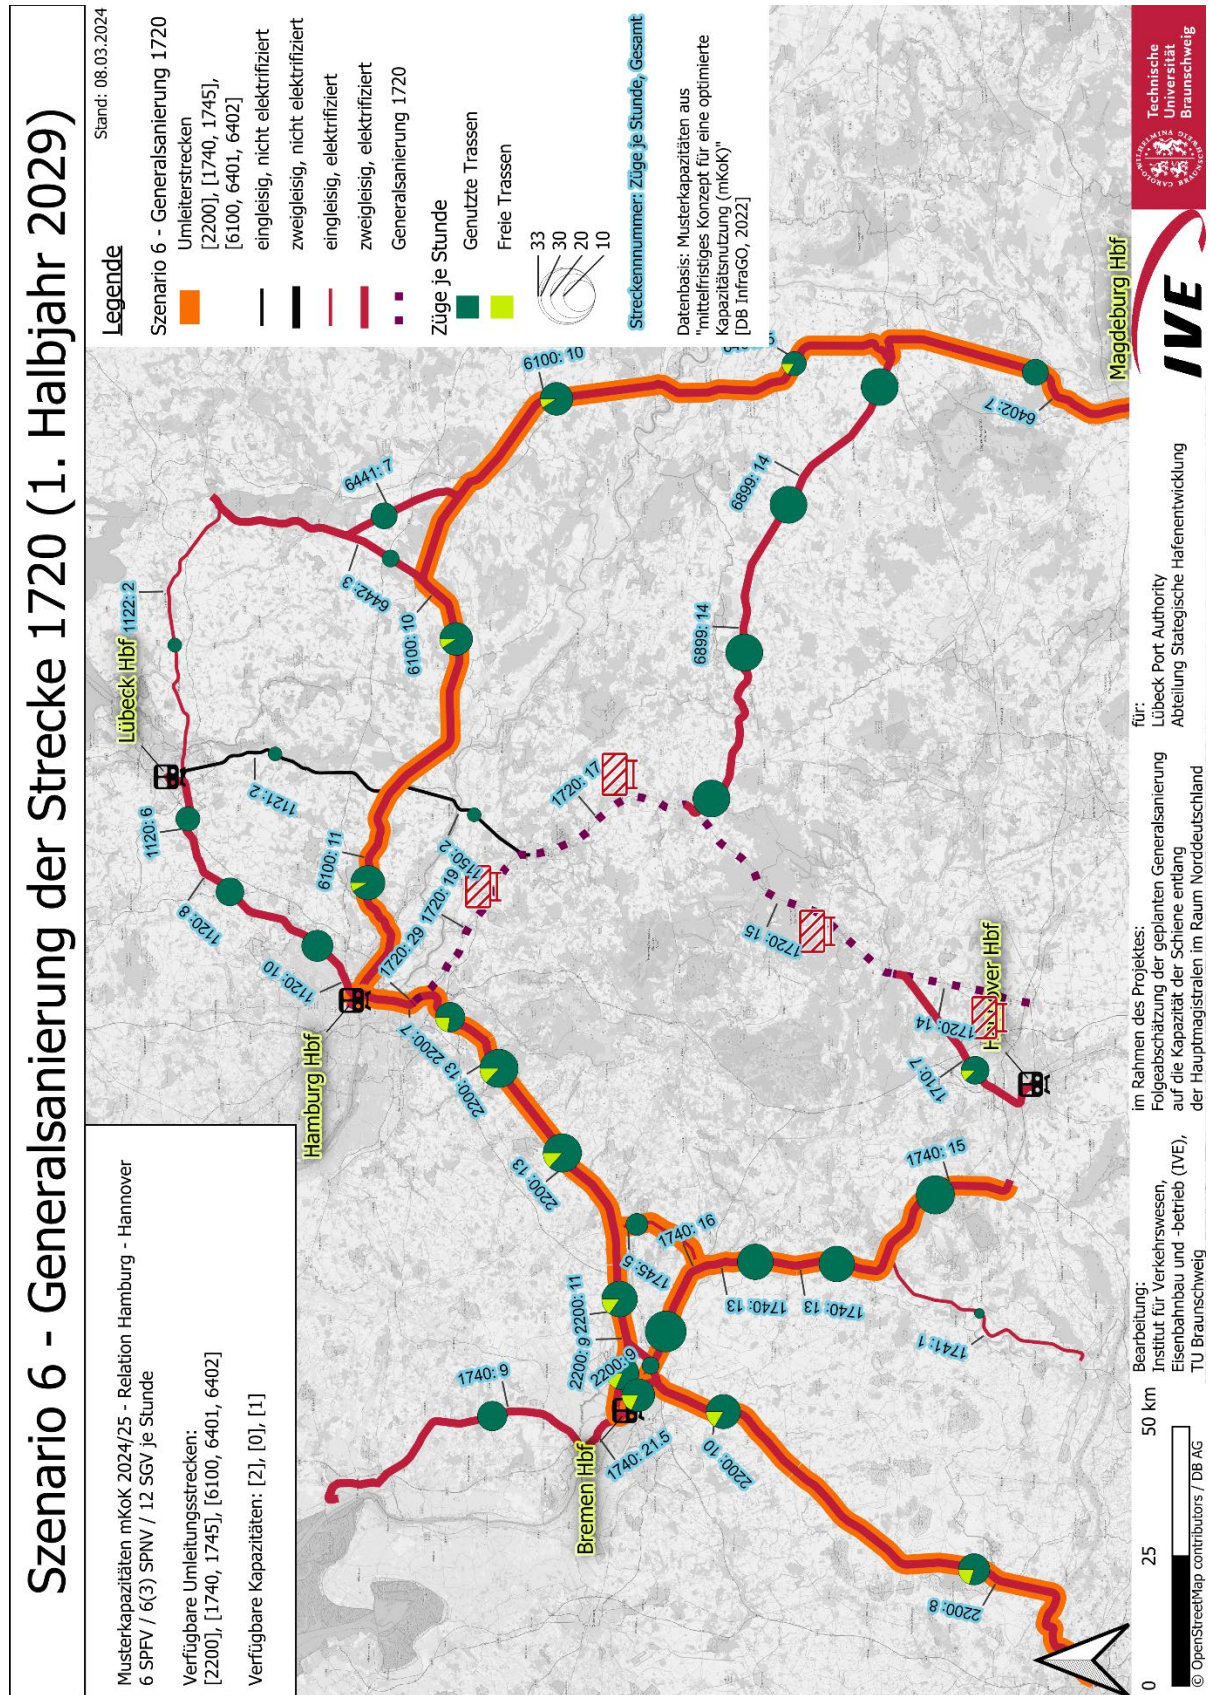 Szenario 6 - Generalsanierung der Strecke 1720 (1. Halbjahr 2029)
Musterkapazitäten mKoK 2024/25 - Relation Hamburg - Hannover
6 SPFV / 6(3) SPNV / 12 SGV je Stunde
Verfügbare Umleitungsstrecken:
[2200], [1740, 1745], [6100, 6401, 6402]
Verfügbare Kapazitäten: [2], [0], [1]
Stand: 08.03.2024
Legende
Szenario 6 - Generalsanierung 1720
Umleiterstrecken
[2200], [1740, 1745],
[6100, 6401, 6402]
eingleisig, nicht elektrifiziert
zweigleisig, nicht elektrifiziert
eingleisig, elektrifiziert
zweigleisig, elektrifiziert
Generalsanierung 1720
Züge je Stunde
Genutzte Trassen
Freie Trassen
33
30
20
10
Streckennnummer: Züge je Stunde, Gesamt
Datenbasis: Musterkapazitäten aus
"mittelfristiges Konzept für eine optimierte
Kapazitätsnutzung (mKoK)"
[DB InfraGO, 2022]
Lübeck Hbf
1122: 2
1120: 6
1121: 2
1120: 8
1120: 10
Hamburg Hbf
6441: 7
6442: 3
6100: 10
6100: 10
6100: 11
1150: 2
1720: 29
1720: 19
1720: 17
2200: 7
2200: 13
2200: 13
6899: 14
6899: 14
1720: 15
1720: 14
1710: 7
1740: 9
2200: 9
2200: 11
2200: 9
1745: 5
1740: 16
Bremen Hbf
1740: 21.5
1740: 13
1740: 13
1740: 15
2200: 10
1741: 1
2200: 8
6402: 7
Magdeburg Hbf
0
25
50 km
© OpenStreetMap contributors / DB AG
Bearbeitung:
Institut für Verkehrswesen,
Eisenbahnbau und -betrieb (IVE),
TU Braunschweig
im Rahmen des Projektes:
Folgeabschätzung der geplanten Generalsanierung
auf die Kapazität der Schiene entlang
der Hauptmagistralen im Raum Norddeutschland
für:
Lübeck Port Authority
Abteilung Stategische Hafenentwicklung
IVE
CAROLO-WILHELMINA ZU BRAUNSCHWEIG
Technische
Universität
Braunschweig